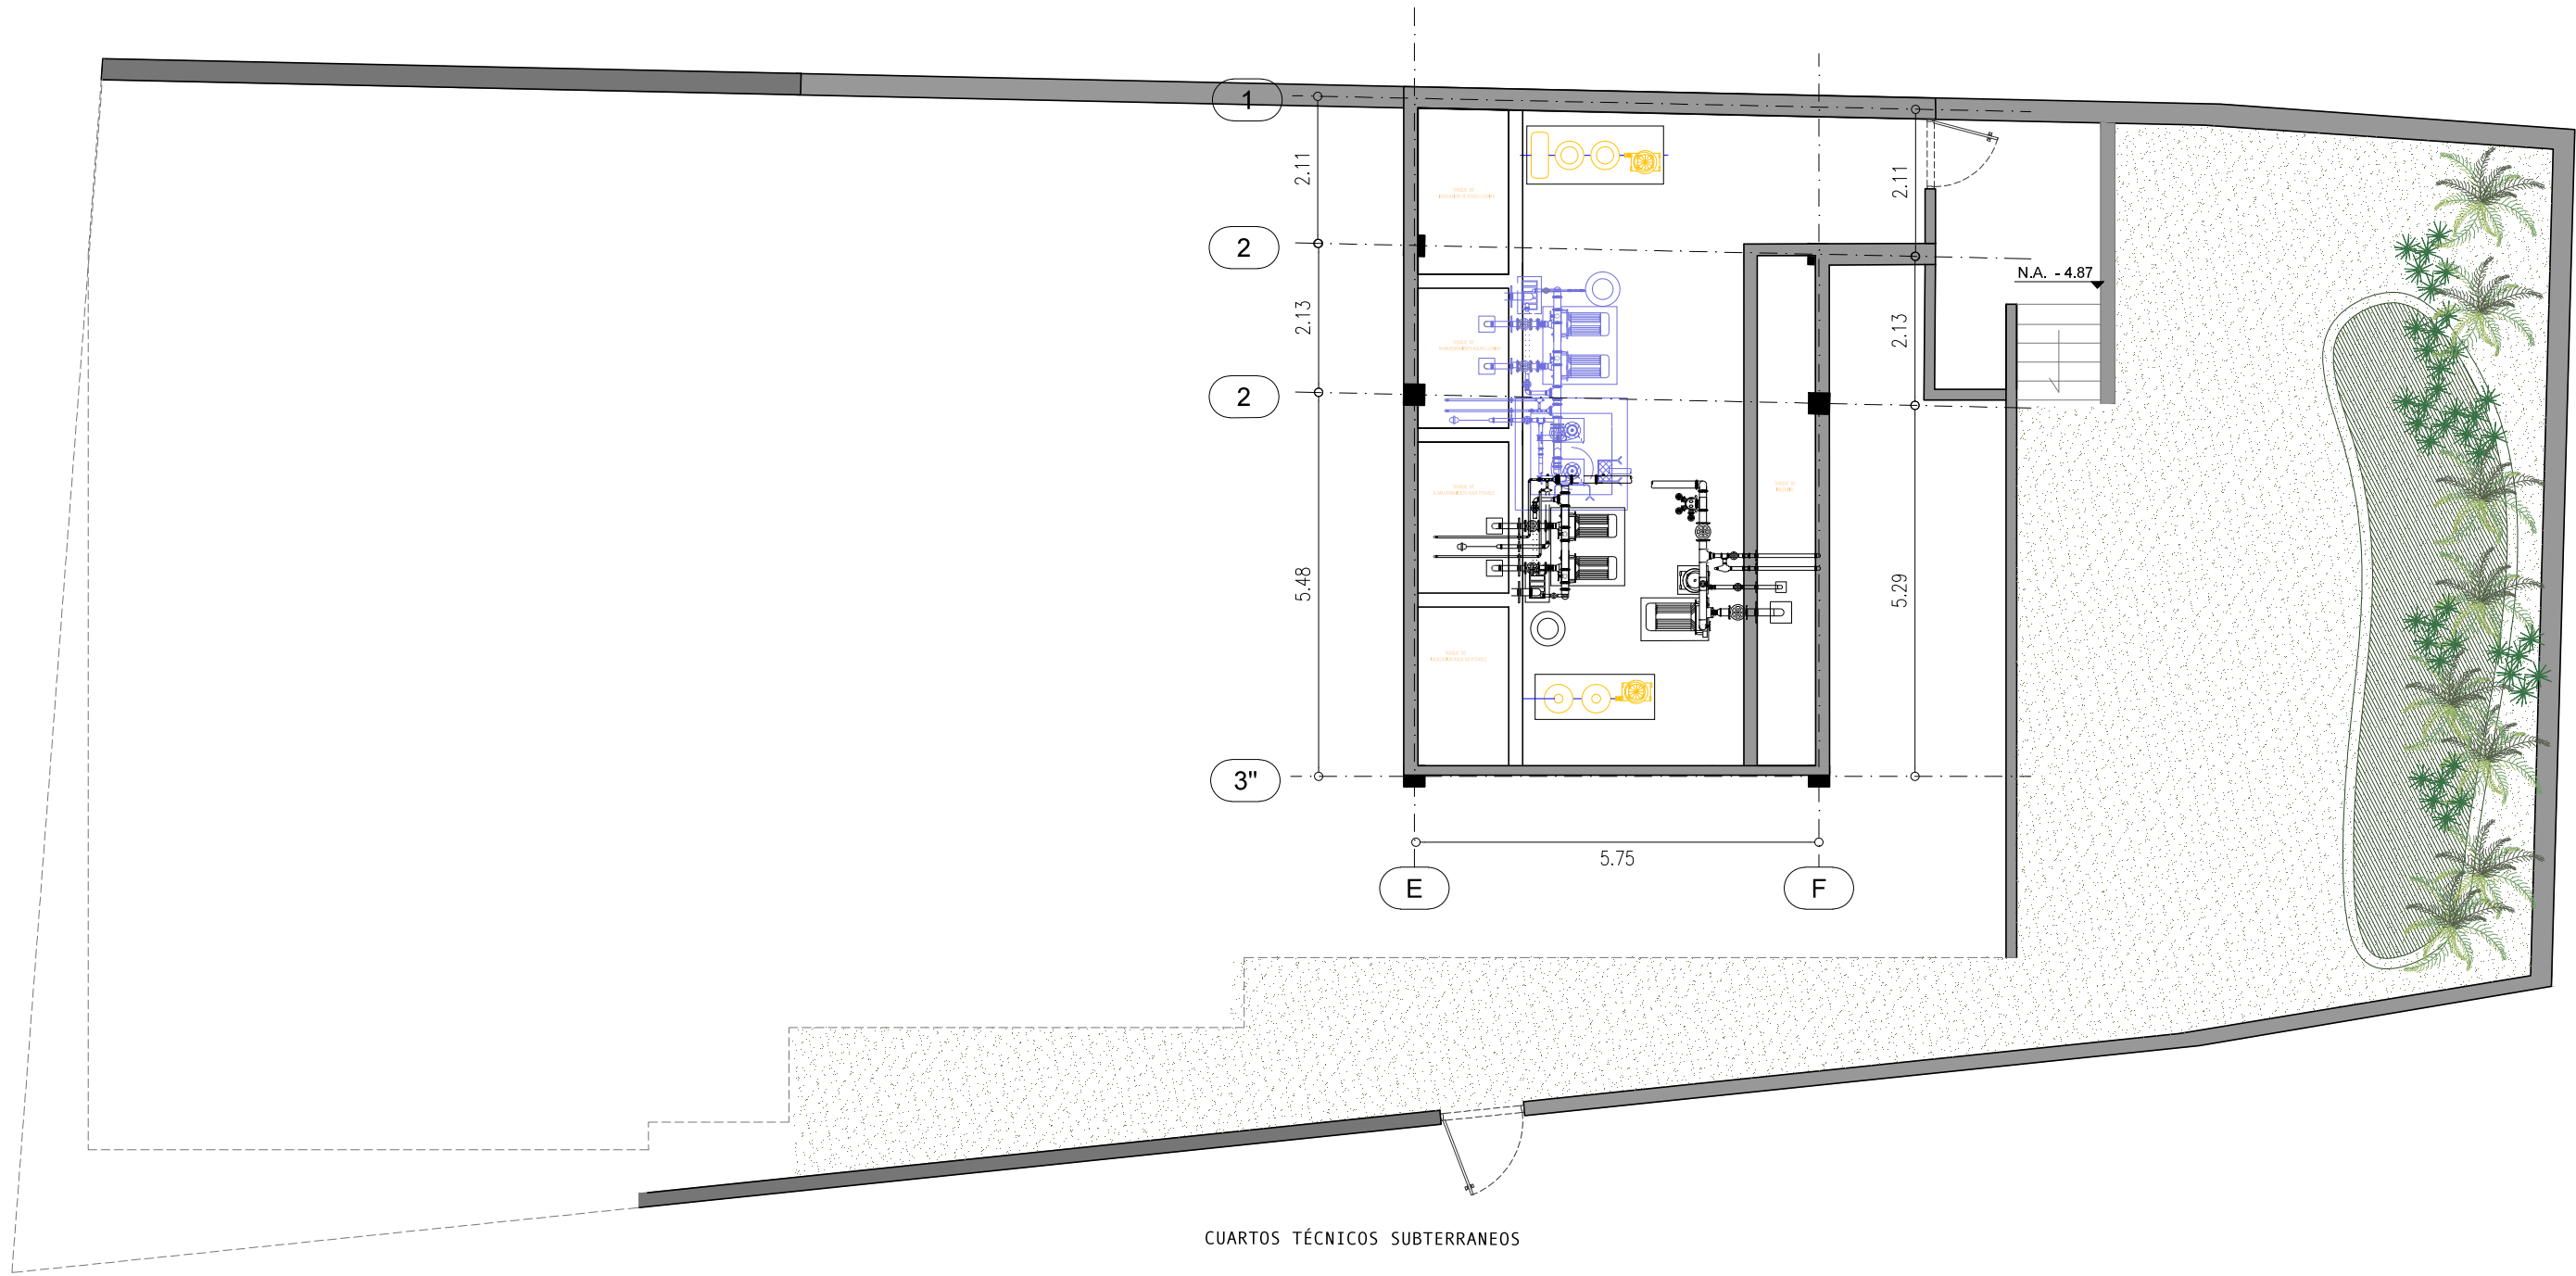 1
2.11
2.11
2
N.A. - 4.87
2.13
2.13
2
5.48
5.29
3"
5.75
E
F
CUARTOS TÉCNICOS SUBTERRANEOS